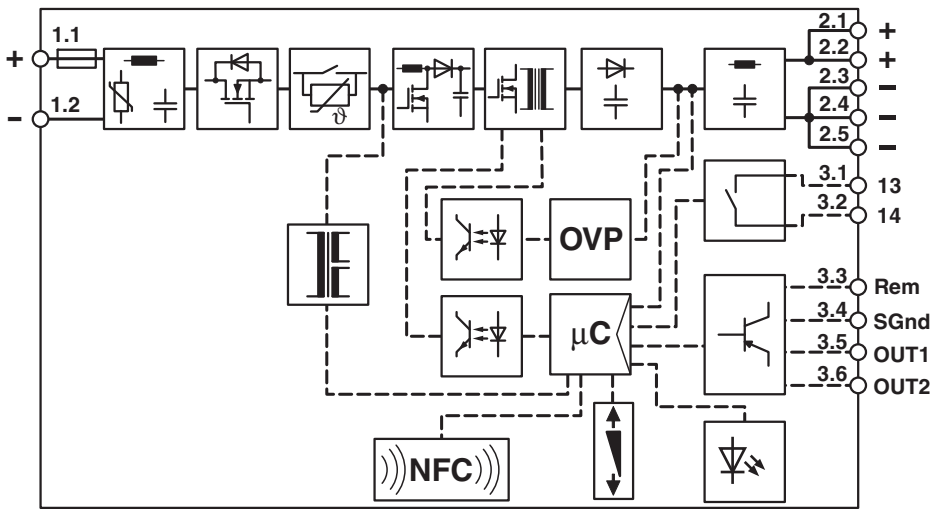 1.1
+
1.2
−
ϑ
2.1
+
2.2
+
2.3
−
2.4
−
2.5
−
3.1
13
3.2
14
OVP
3.3
Rem
3.4
SGnd
μC
3.5
OUT1
3.6
OUT2
NFC